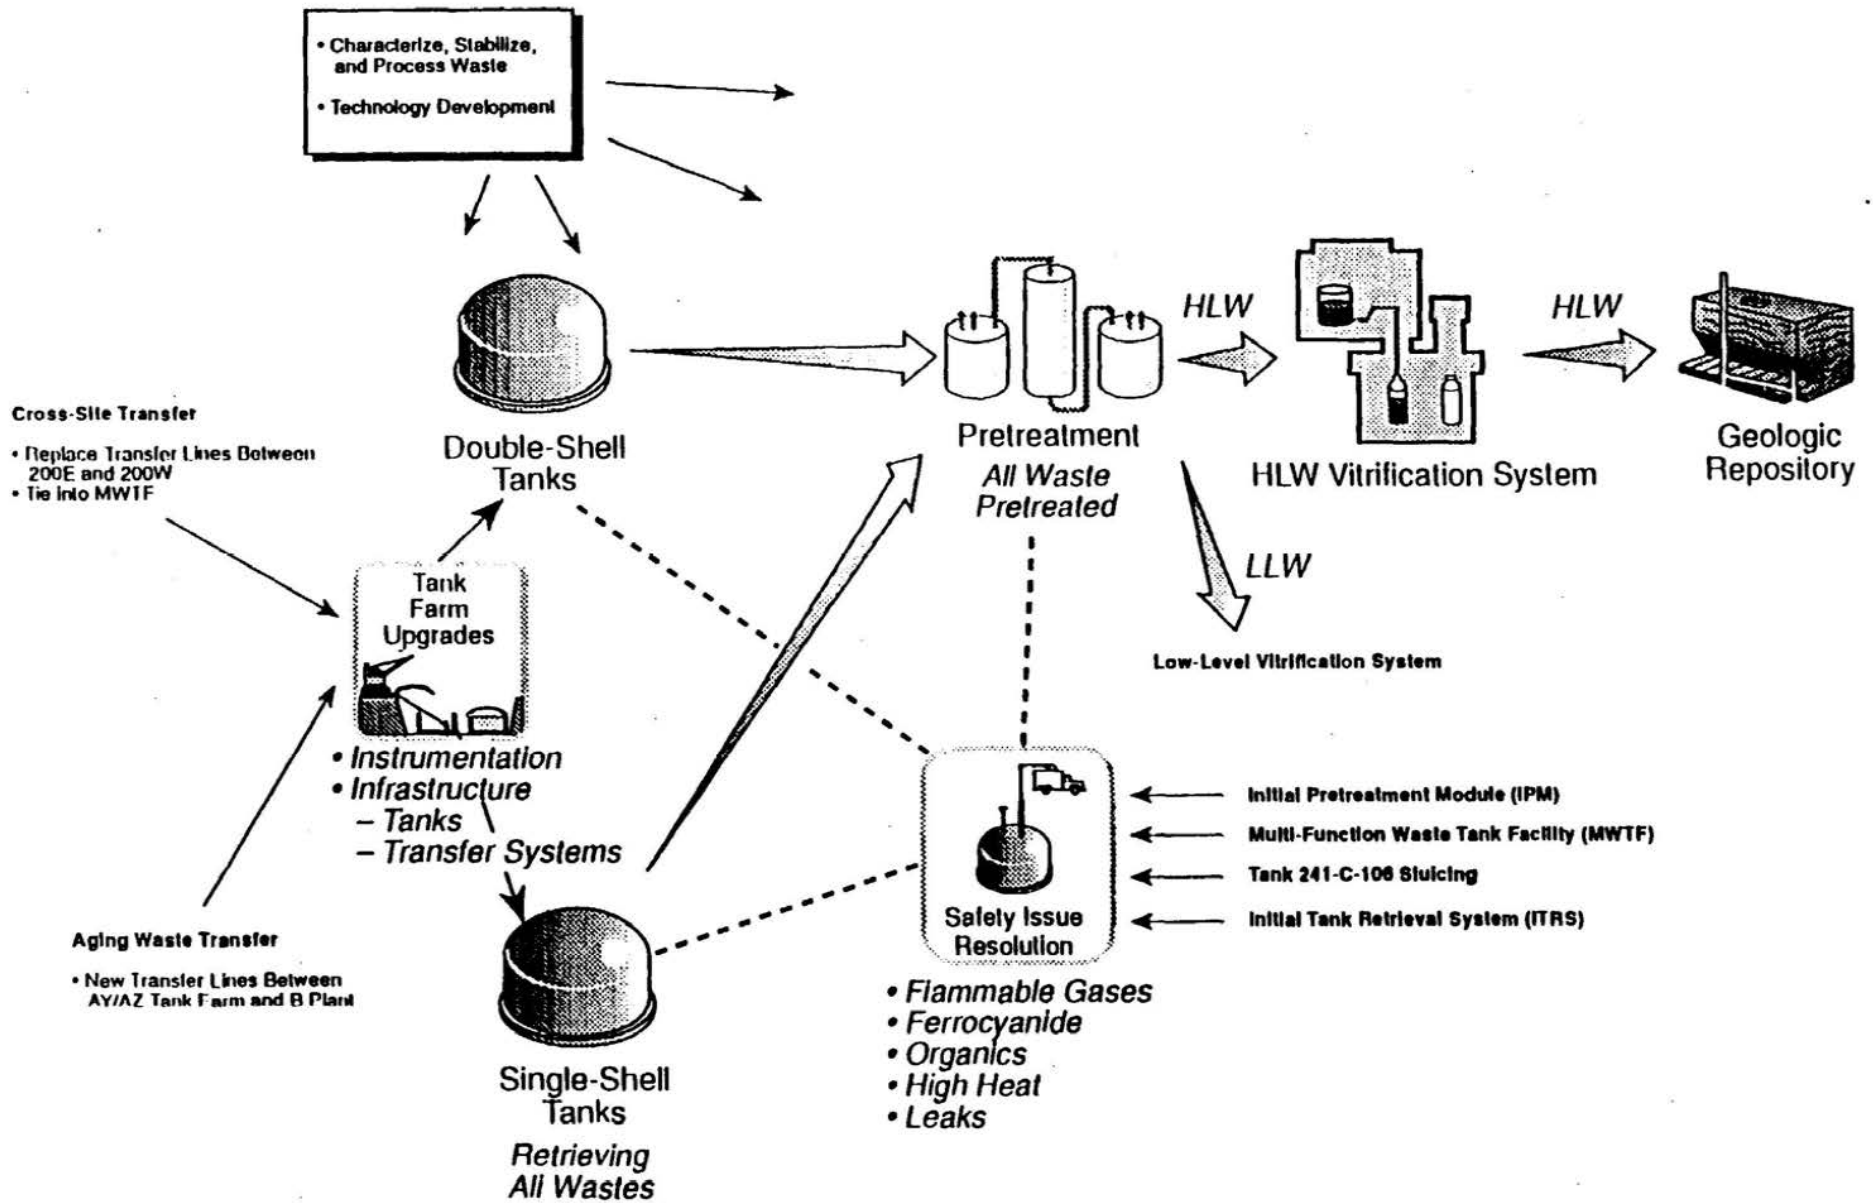 • Characterize, Stabilize,
and Process Waste
• Technology Development
HLW
HLW
Cross-Site Transfer
• Replace Transfer Lines Between
200E and 200W
• Tie Into MWTF
Double-Shell
Tanks
Pretreatment
All Waste
Pretreated
HLW Vitrification System
Geologic
Repository
LLW
Low-Level Vitrification System
Tank
Farm
Upgrades
• Instrumentation
• Infrastructure
– Tanks
– Transfer Systems
Aging Waste Transfer
• New Transfer Lines Between
AY/AZ Tank Farm and B Plant
Safety Issue
Resolution
Initial Pretreatment Module (IPM)
Multi-Function Waste Tank Facility (MWTF)
Tank 241-C-106 Sluicing
Initial Tank Retrieval System (ITRS)
• Flammable Gases
• Ferrocyanide
• Organics
• High Heat
• Leaks
Single-Shell
Tanks
Retrieving
All Wastes